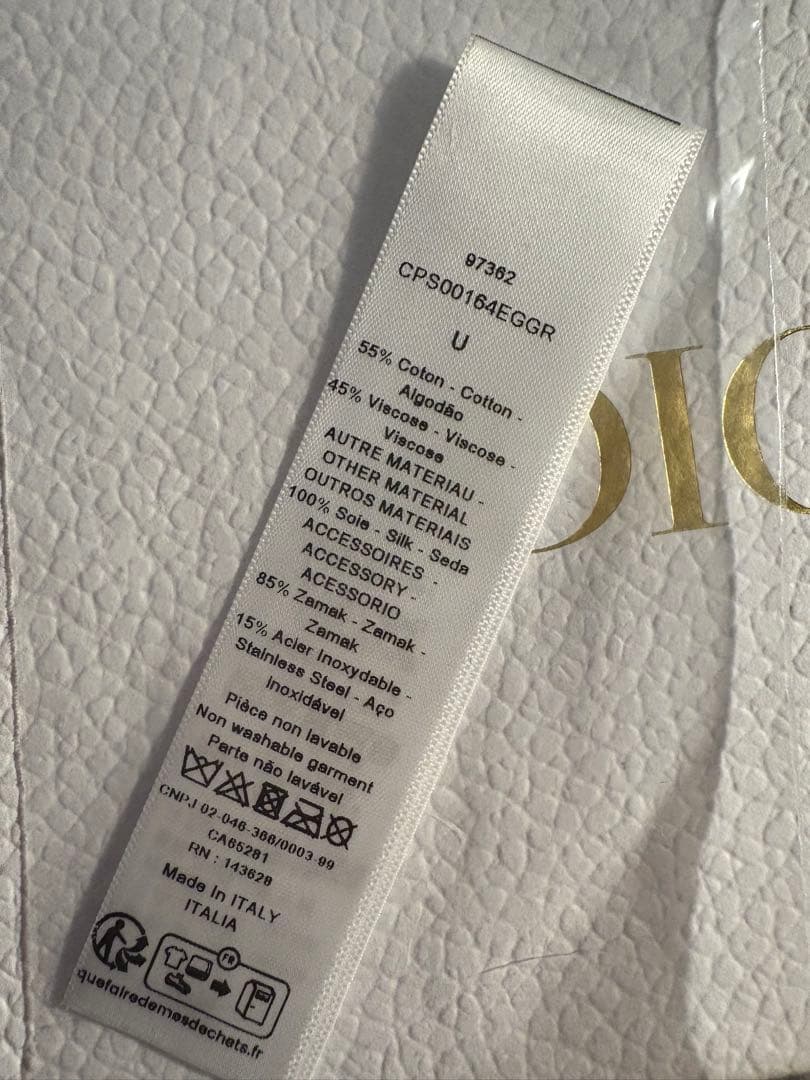 97362
CPS00164EGGR
U
55% Coton - Cotton -
Algodão
45% Viscose - Viscose -
Viscose
AUTRE MATERIAU -
OTHER MATERIAL
OUTROS MATERIAIS
100% Soie - Silk - Seda
ACCESSOIRES -
ACCESSORY -
ACESSORIO
85% Zamak - Zamak -
Zamak
15% Acier Inoxydable -
Stainless Steel - Aço
Inoxidável
Pièce non lavable
Non washable garment
Parte não lavável
CNPJ 02-046-366/0003-99
CA65281
RN : 143628
Made In ITALY
ITALIA
FR
quefairedemesdechets.fr
DIO